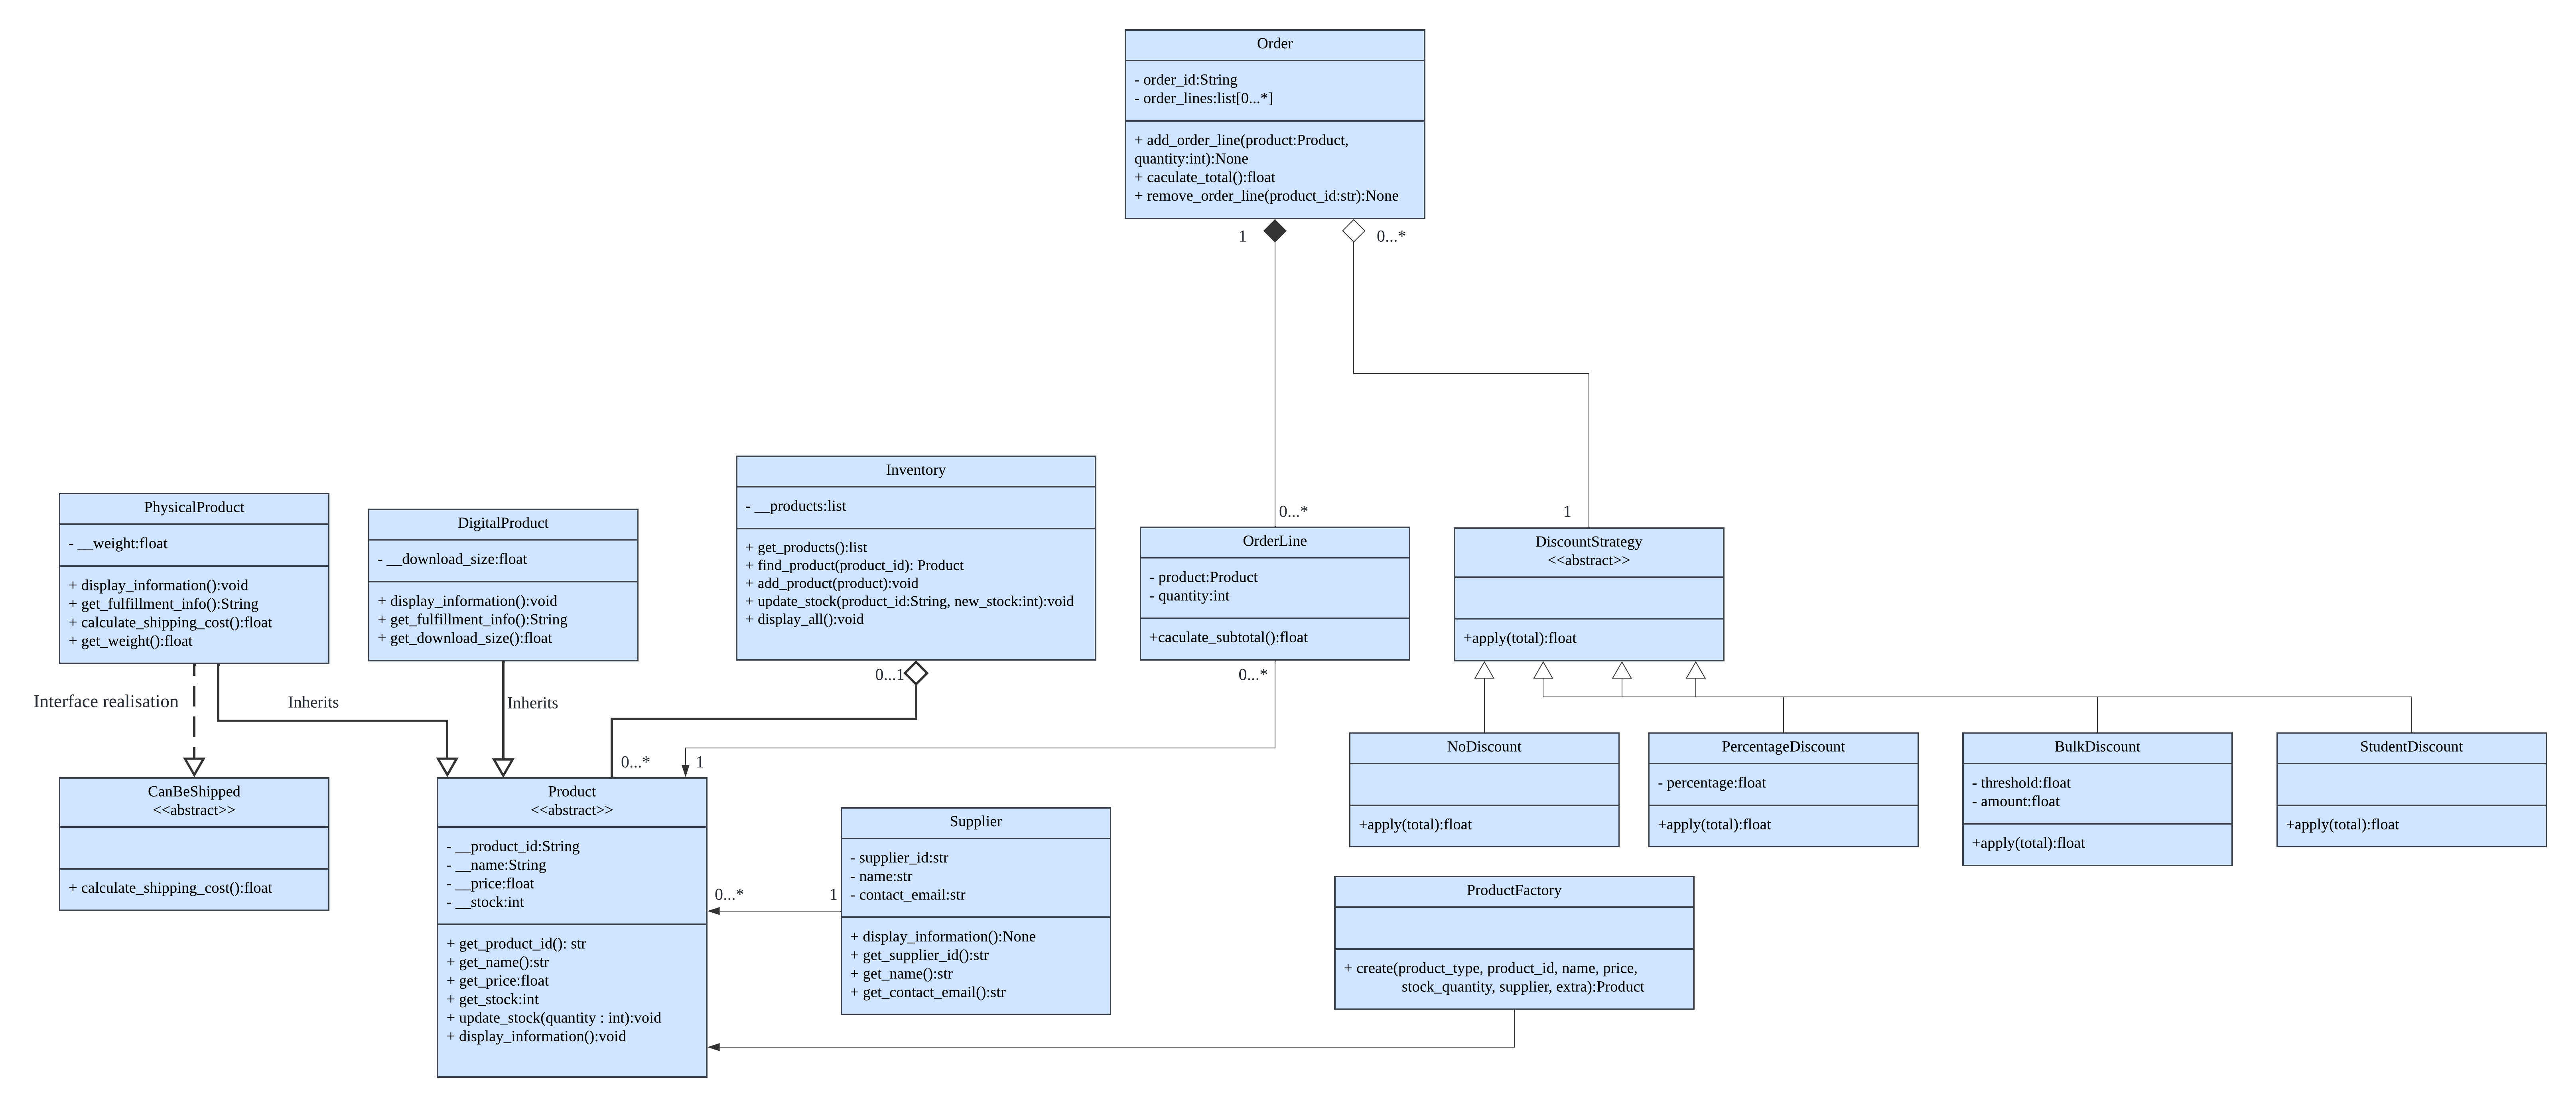 Order
- order_id:String
- order_lines:list[0...*]
+ add_order_line(product:Product,
quantity:int):None
+ caculate_total():float
+ remove_order_line(product_id:str):None
1
0...*
Inventory
- __products:list
+ get_products():list
+ find_product(product_id): Product
+ add_product(product):void
+ update_stock(product_id:String, new_stock:int):void
+ display_all():void
PhysicalProduct
- __weight:float
+ display_information():void
+ get_fulfillment_info():String
+ calculate_shipping_cost():float
+ get_weight():float
DigitalProduct
- __download_size:float
+ display_information():void
+ get_fulfillment_info():String
+ get_download_size():float
0...*
OrderLine
- product:Product
- quantity:int
+caculate_subtotal():float
1
DiscountStrategy
<<abstract>>
+apply(total):float
0...1
0...*
Interface realisation
Inherits
Inherits
0...*
1
CanBeShipped
<<abstract>>
+ calculate_shipping_cost():float
Product
<<abstract>>
- __product_id:String
- __name:String
- __price:float
- __stock:int
+ get_product_id(): str
+ get_name():str
+ get_price:float
+ get_stock:int
+ update_stock(quantity : int):void
+ display_information():void
0...*
1
Supplier
- supplier_id:str
- name:str
- contact_email:str
+ display_information():None
+ get_supplier_id():str
+ get_name():str
+ get_contact_email():str
NoDiscount
+apply(total):float
PercentageDiscount
- percentage:float
+apply(total):float
BulkDiscount
- threshold:float
- amount:float
+apply(total):float
StudentDiscount
+apply(total):float
ProductFactory
+ create(product_type, product_id, name, price,
stock_quantity, supplier, extra):Product